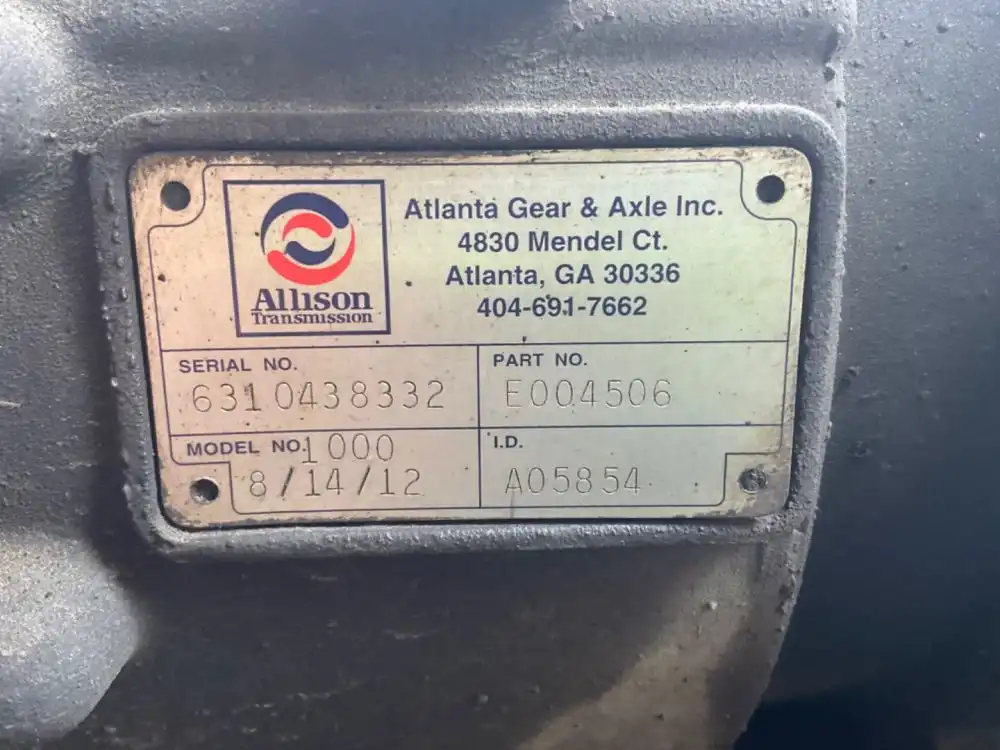 Allison
Transmission
Atlanta Gear & Axle Inc.
4830 Mendel Ct.
Atlanta, GA 30336
404-691-7662
SERIAL NO.
6310438332
PART NO.
E004506
MODEL NO. 1000
8/14/12
I.D.
A05854